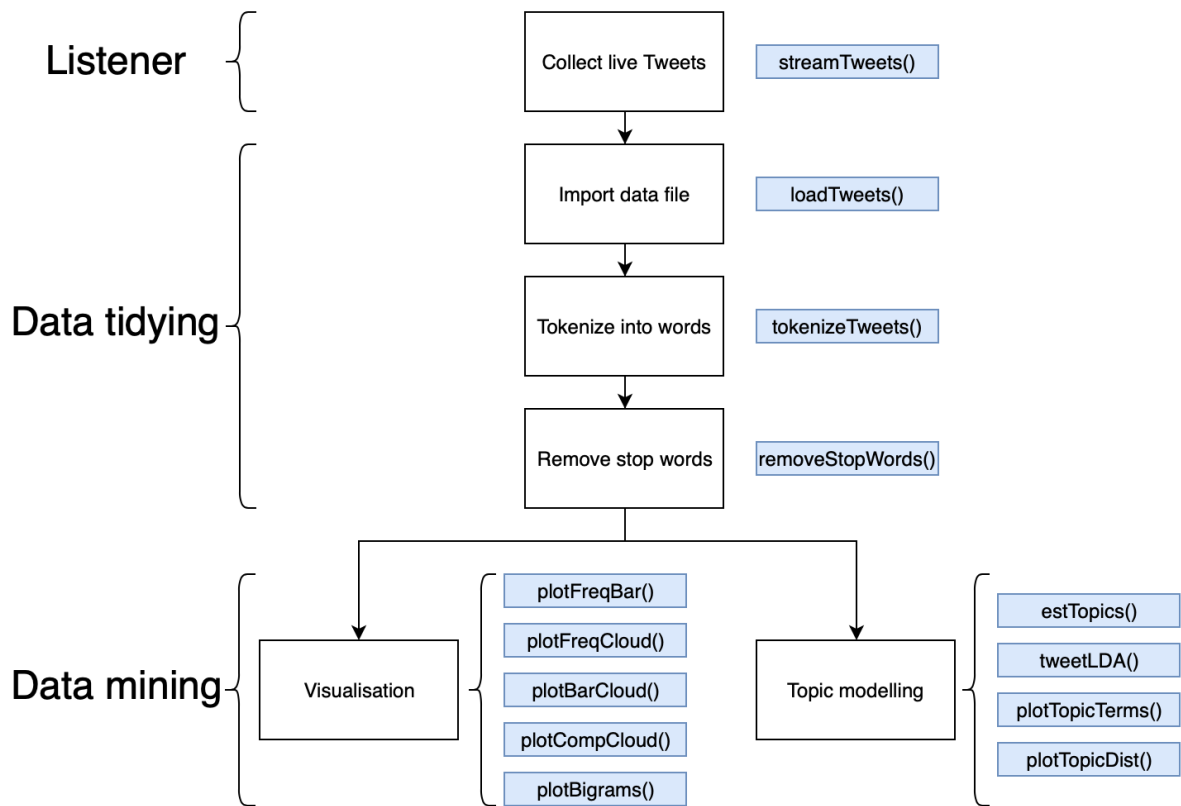 Listener
Collect live Tweets
streamTweets()
Import data file
loadTweets()
Data tidying
Tokenize into words
tokenizeTweets()
Remove stop words
removeStopWords()
Data mining
Visualisation
plotFreqBar()
plotFreqCloud()
plotBarCloud()
plotCompCloud()
plotBigrams()
Topic modelling
estTopics()
tweetLDA()
plotTopicTerms()
plotTopicDist()